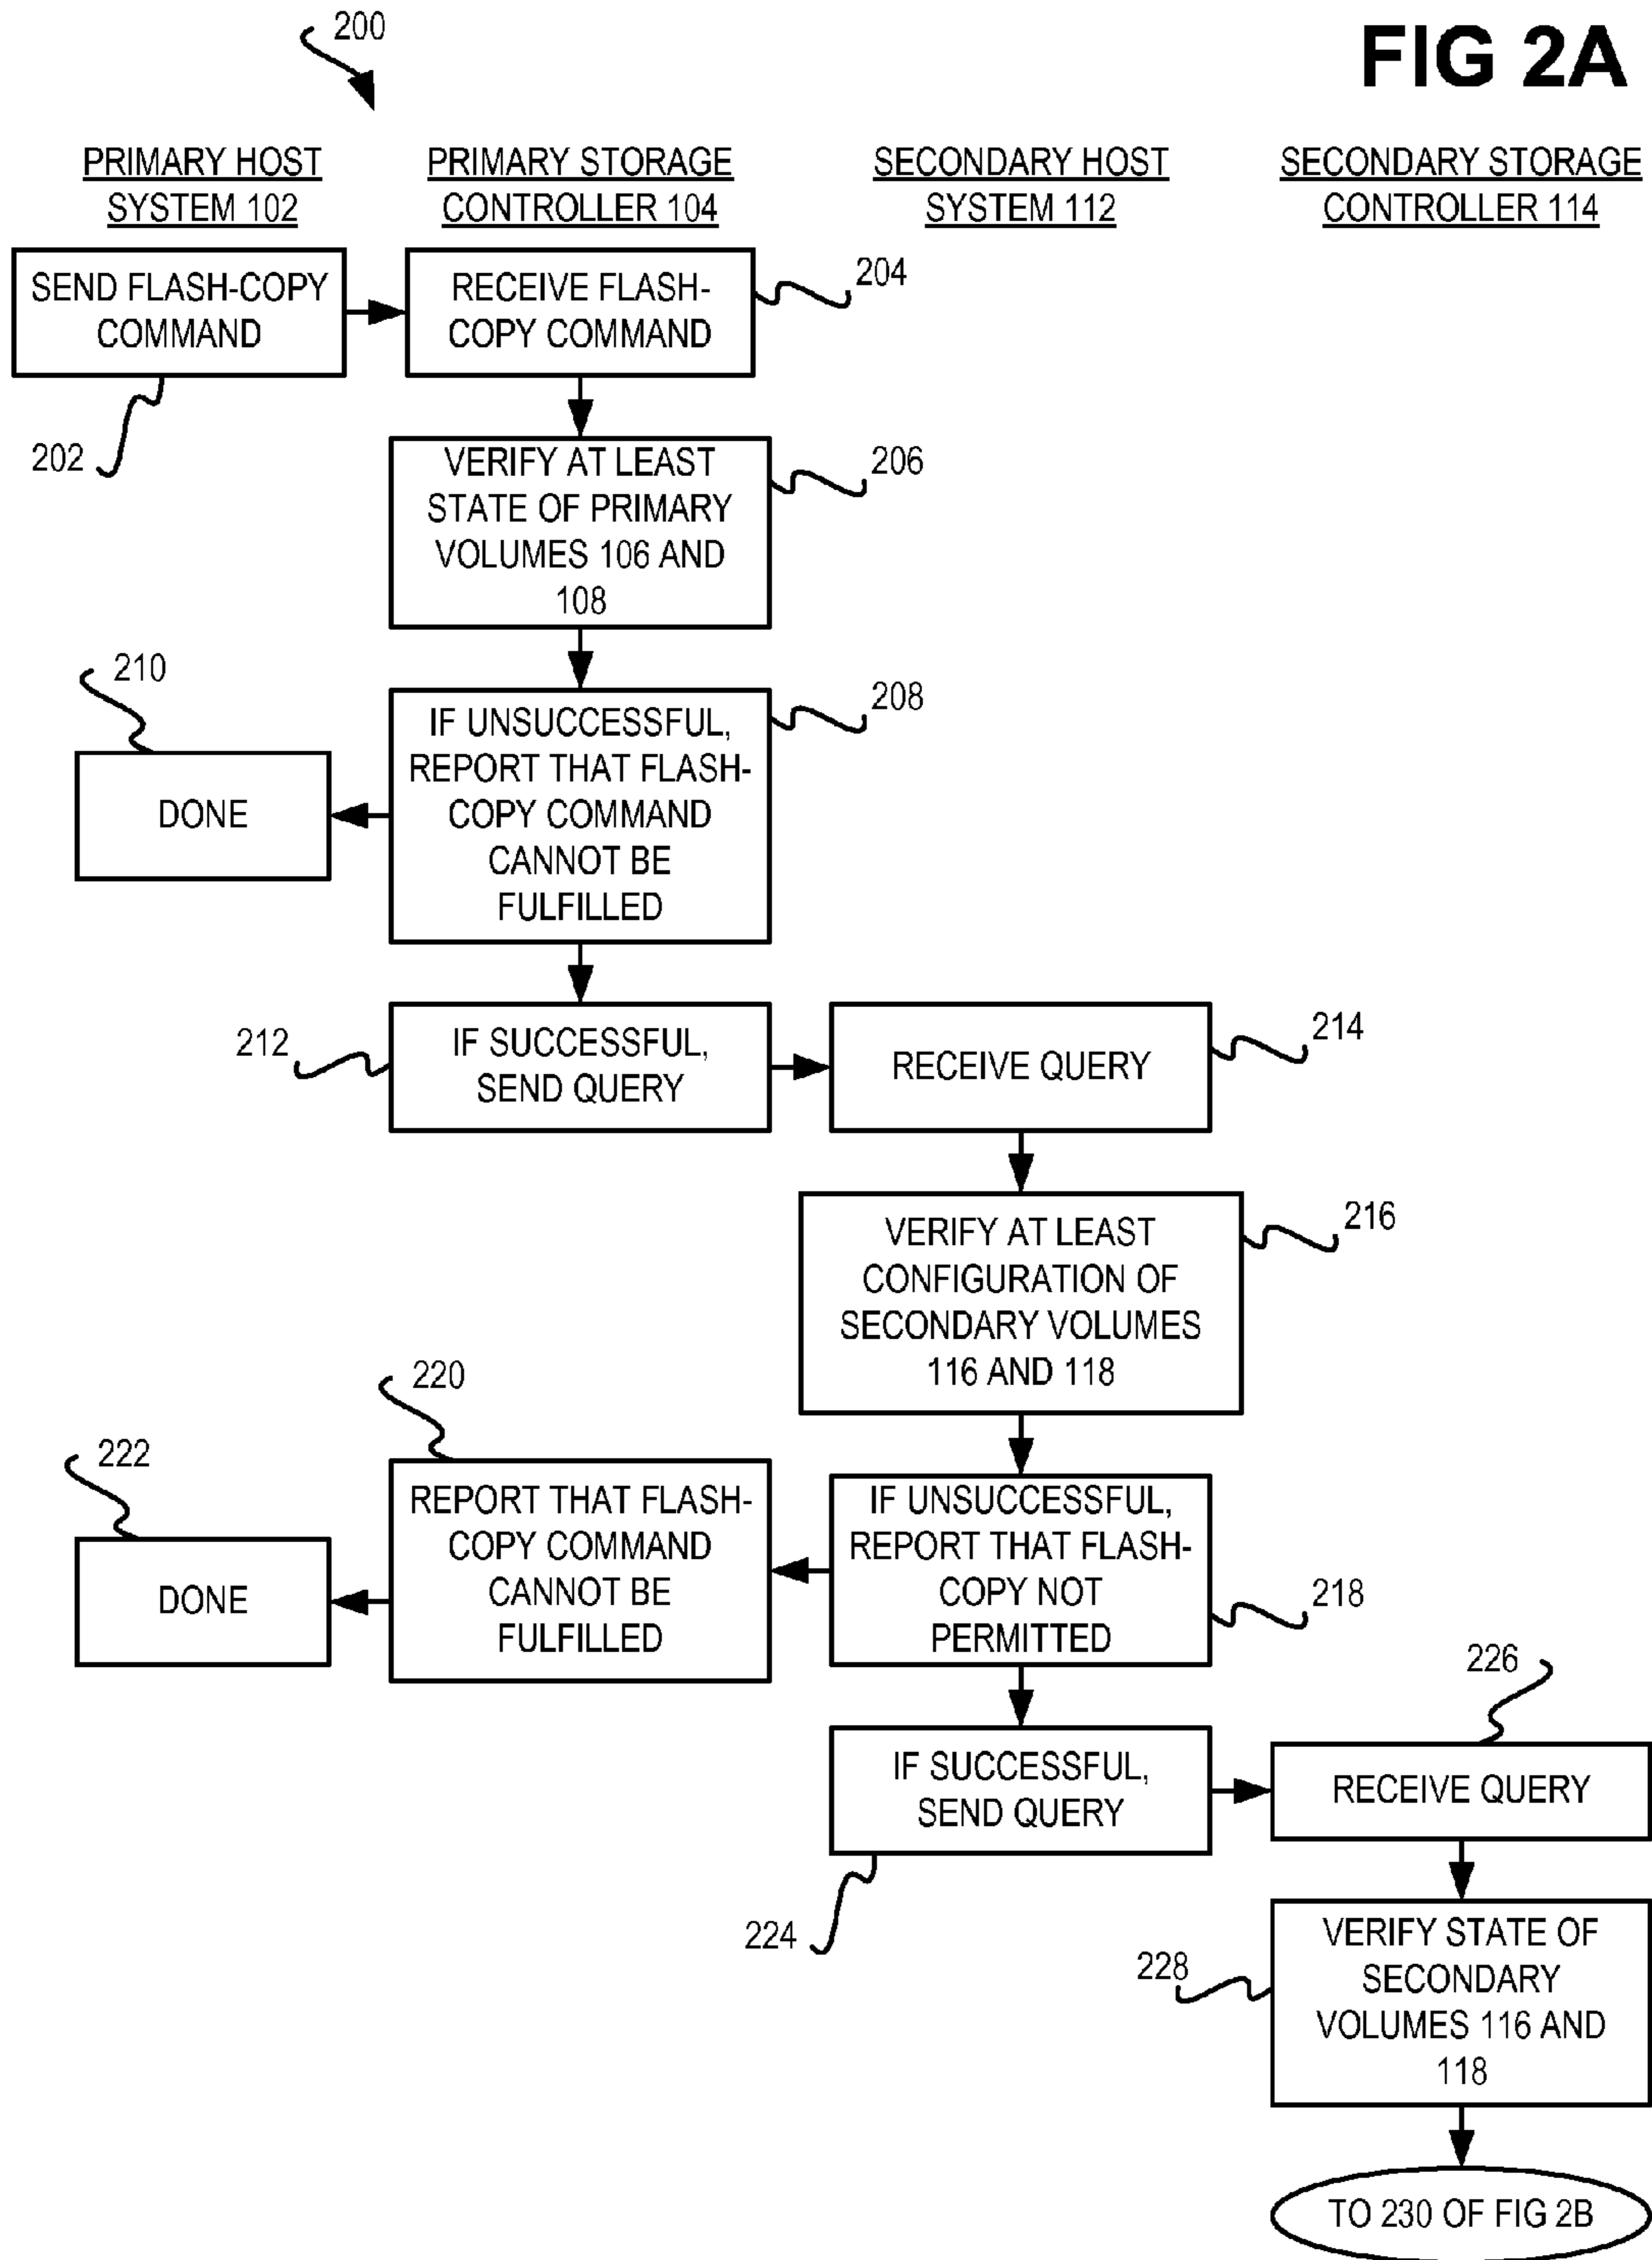 200
FIG 2A
PRIMARY HOST
SYSTEM 102
PRIMARY STORAGE
CONTROLLER 104
SECONDARY HOST
SYSTEM 112
SECONDARY STORAGE
CONTROLLER 114
SEND FLASH-COPY
COMMAND
202
RECEIVE FLASH-
COPY COMMAND
204
VERIFY AT LEAST
STATE OF PRIMARY
VOLUMES 106 AND
108
206
IF UNSUCCESSFUL,
REPORT THAT FLASH-
COPY COMMAND
CANNOT BE
FULFILLED
208
210
DONE
212
IF SUCCESSFUL,
SEND QUERY
RECEIVE QUERY
214
VERIFY AT LEAST
CONFIGURATION OF
SECONDARY VOLUMES
116 AND 118
216
IF UNSUCCESSFUL,
REPORT THAT FLASH-
COPY NOT
PERMITTED
218
220
REPORT THAT FLASH-
COPY COMMAND
CANNOT BE
FULFILLED
222
DONE
IF SUCCESSFUL,
SEND QUERY
224
226
RECEIVE QUERY
228
VERIFY STATE OF
SECONDARY
VOLUMES 116 AND
118
TO 230 OF FIG 2B